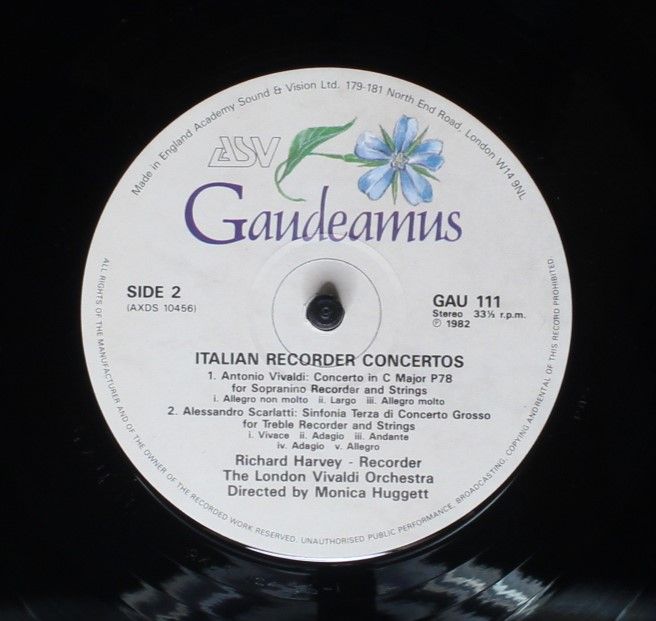 Made in England Academy Sound & Vision Ltd. 179-181 North End Road, London W14 9NL
ASV
Gaudeamus
SIDE 2
(AXDS 10456)
GAU 111
Stereo 33⅓ r.p.m.
℗ 1982
ITALIAN RECORDER CONCERTOS
1. Antonio Vivaldi: Concerto in C Major P78
for Sopranino Recorder and Strings
i. Allegro non molto ii. Largo iii. Allegro molto
2. Alessandro Scarlatti: Sinfonia Terza di Concerto Grosso
for Treble Recorder and Strings
i. Vivace ii. Adagio iii. Andante
iv. Adagio v. Allegro
Richard Harvey - Recorder
The London Vivaldi Orchestra
Directed by Monica Huggett
ALL RIGHTS OF THE MANUFACTURER AND OF THE OWNER OF THE RECORDED WORK RESERVED. UNAUTHORISED PUBLIC PERFORMANCE, BROADCASTING, COPYING AND RENTAL OF THIS RECORD PROHIBITED